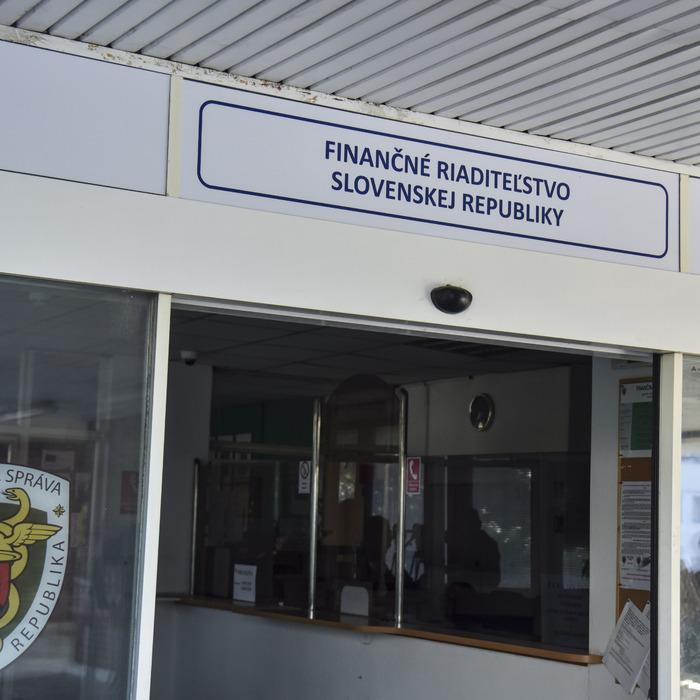 FINANČNÉ RIADITEĽSTVO
SLOVENSKEJ REPUBLIKY
SPRÁVA
REPUBLIKA